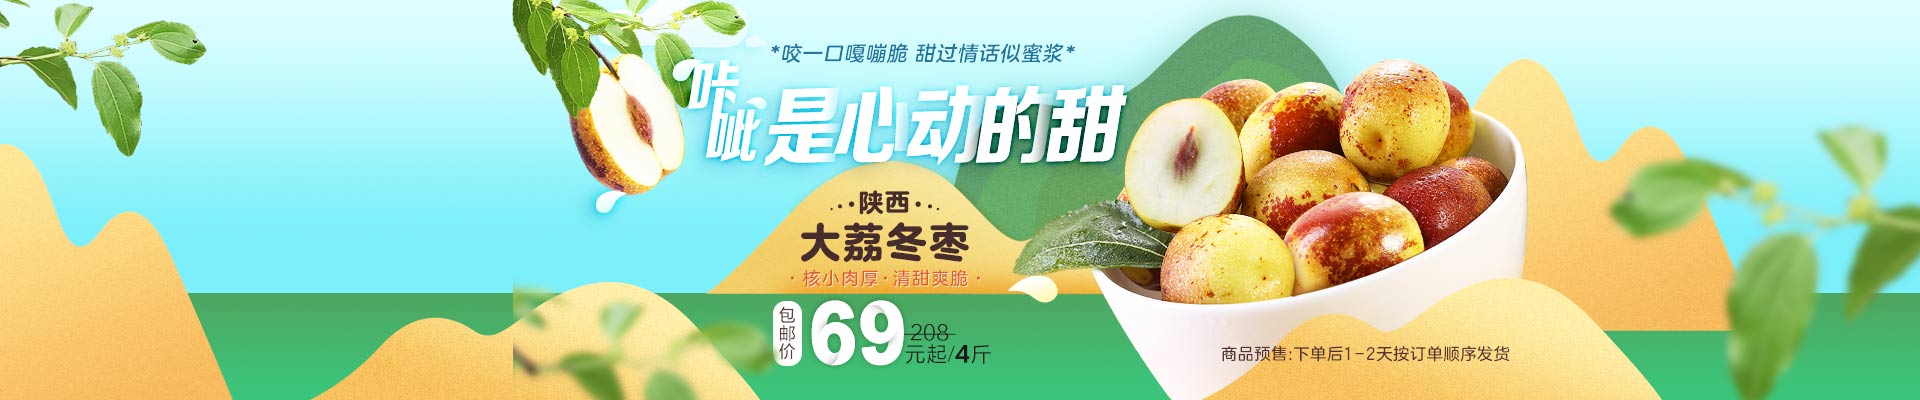 *咬一口嘎嘣脆 甜过情话似蜜浆*
咔呲是心动的甜
···陕西···
大荔冬枣
·核小肉厚·清甜爽脆·
包邮价
69
208
元起/4斤
商品预售:下单后1-2天按订单顺序发货